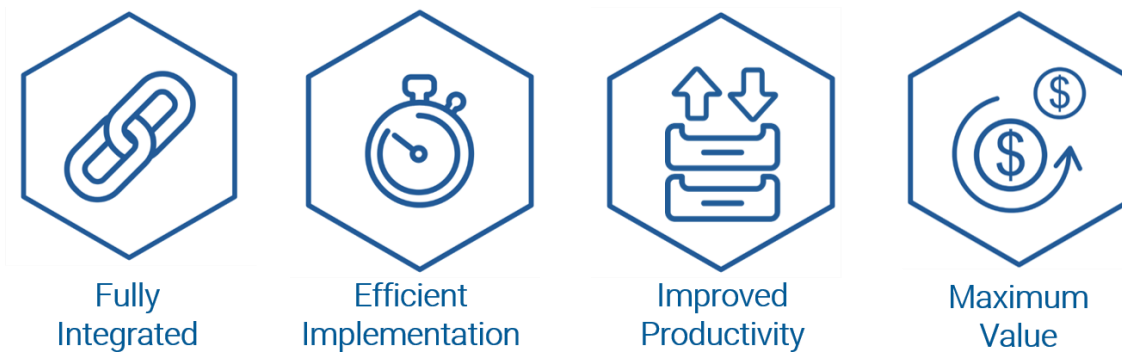 $
$
Fully
Integrated
Efficient
Implementation
Improved
Productivity
Maximum
Value